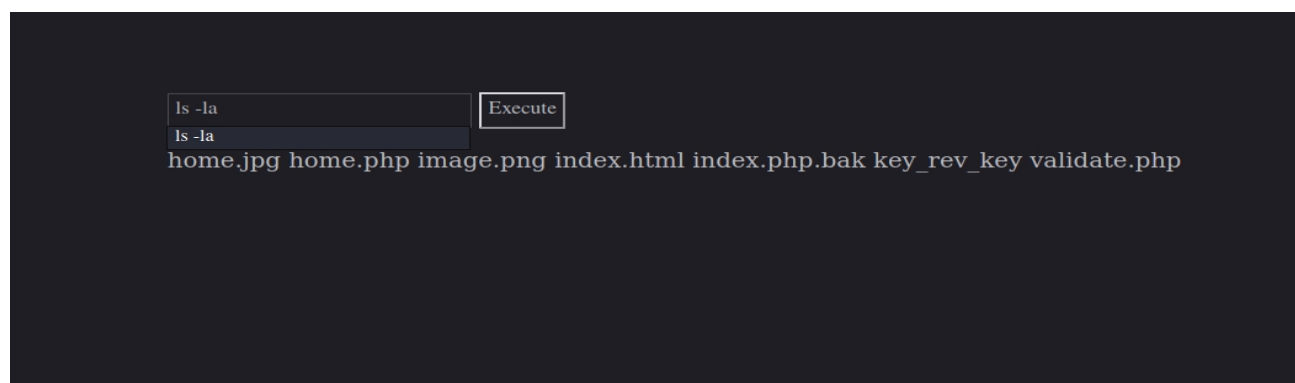 ls -la Execute
ls -la
home.jpg home.php image.png index.html index.php.bak key_rev_key validate.php